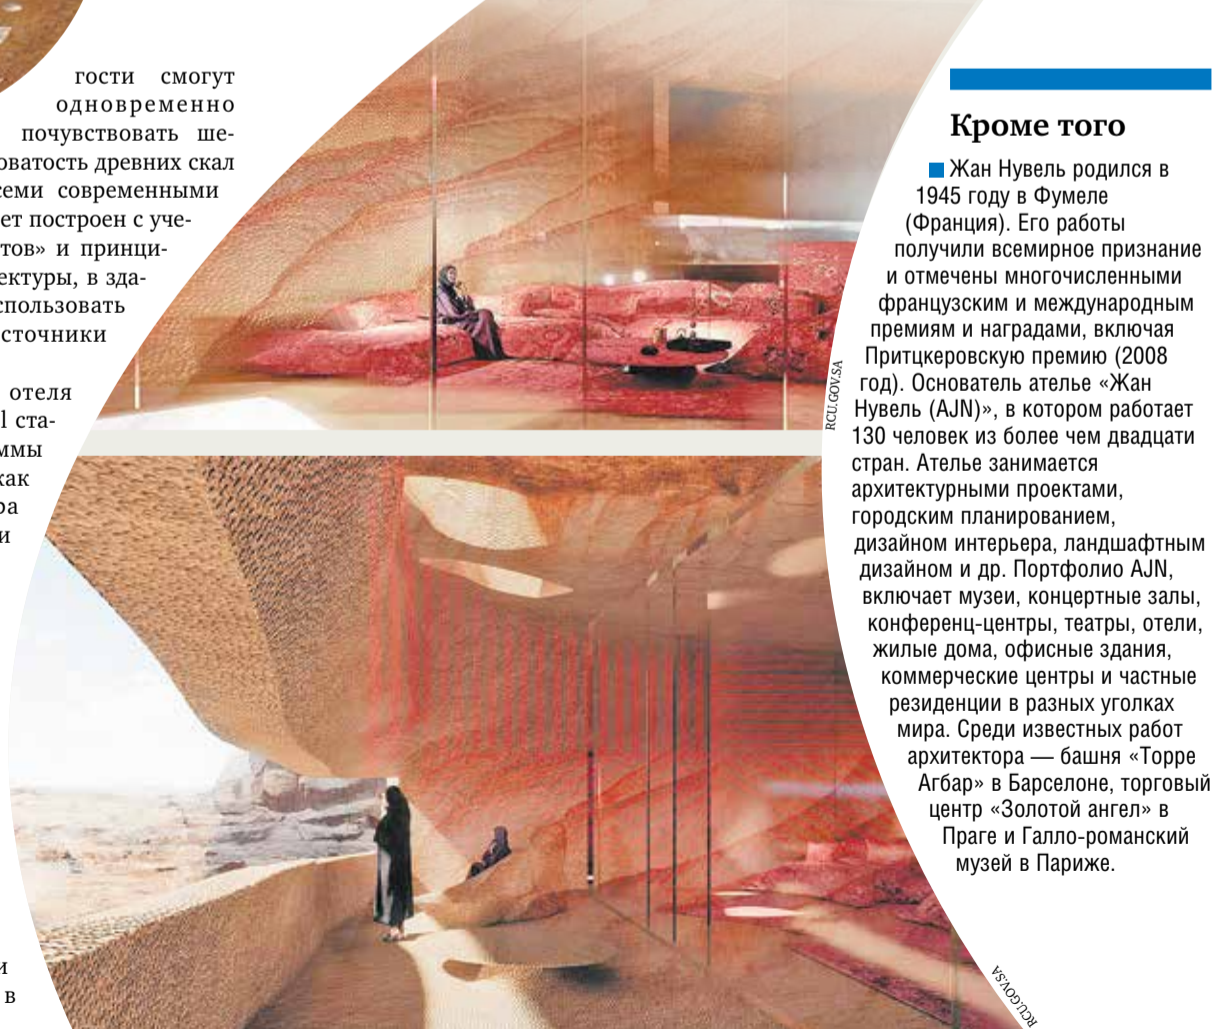 гости смогут
одновременно
почувствовать ше-
оватость древних скал
семи современными
ет построен с уче-
тов» и принци-
ектуры, в зда-
спользовать
сточники
отеля
l ста-
ммы
как
ра
и
и
в
RCU.GOV.SA
RCU.GOV.SA
Кроме того
Жан Нувель родился в
1945 году в Фумеле
(Франция). Его работы
получили всемирное признание
и отмечены многочисленными
французским и международным
премиям и наградами, включая
Притцкеровскую премию (2008
год). Основатель ателье «Жан
Нувель (AJN)», в котором работает
130 человек из более чем двадцати
стран. Ателье занимается
архитектурными проектами,
городским планированием,
дизайном интерьера, ландшафтным
дизайном и др. Портфолио AJN,
включает музеи, концертные залы,
конференц-центры, театры, отели,
жилые дома, офисные здания,
коммерческие центры и частные
резиденции в разных уголках
мира. Среди известных работ
архитектора — башня «Торре
Агбар» в Барселоне, торговый
центр «Золотой ангел» в
Праге и Галло-романский
музей в Париже.